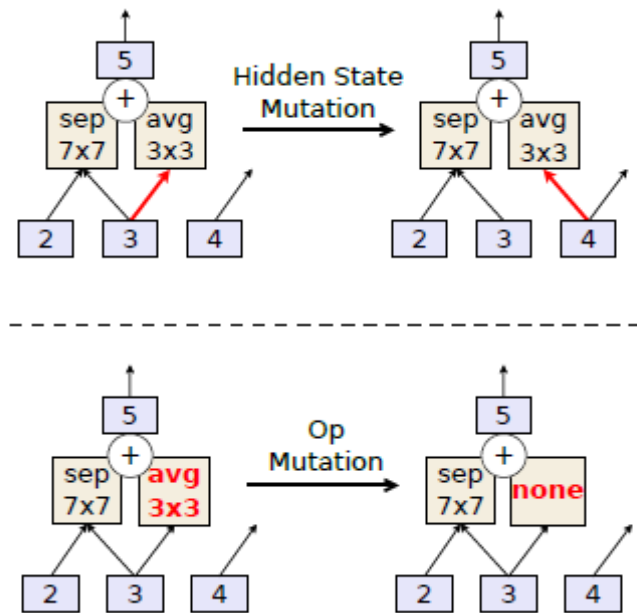 5
+
sep avg
7x7 3x3
2 3 4
Hidden State
Mutation
5
+
sep avg
7x7 3x3
2 3 4
5
+
sep avg
7x7 3x3
2 3 4
Op
Mutation
5
+
sep none
7x7
2 3 4